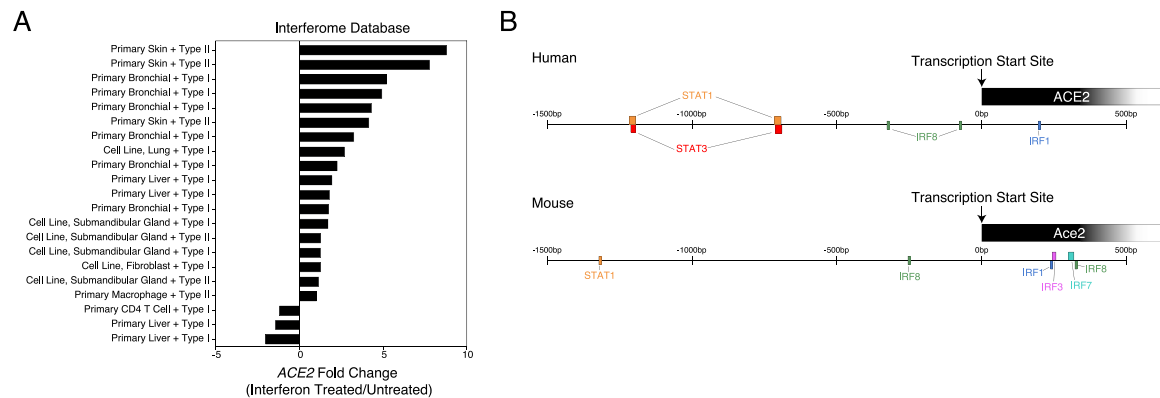 A
Interferome Database
Primary Skin + Type II
Primary Skin + Type II
Primary Bronchial + Type I
Primary Bronchial + Type I
Primary Bronchial + Type I
Primary Skin + Type II
Primary Bronchial + Type I
Cell Line, Lung + Type I
Primary Bronchial + Type I
Primary Liver + Type I
Primary Liver + Type I
Primary Bronchial + Type I
Cell Line, Submandibular Gland + Type I
Cell Line, Submandibular Gland + Type II
Cell Line, Submandibular Gland + Type I
Cell Line, Fibroblast + Type I
Cell Line, Submandibular Gland + Type II
Primary Macrophage + Type II
Primary CD4 T Cell + Type I
Primary Liver + Type I
Primary Liver + Type I
-5 0 5 10
ACE2 Fold Change
(Interferon Treated/Untreated)
B
Human
Transcription Start Site
ACE2
STAT1
-1500bp -1000bp -500bp 0bp 500bp
STAT3
IRF8
IRF1
Mouse
Transcription Start Site
Ace2
-1500bp -1000bp -500bp 0bp 500bp
STAT1
IRF8
IRF1
IRF8
IRF3
IRF7